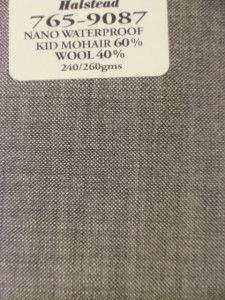 Halstead
765-9087
NANO WATERPROOF
KID MOHAIR 60%
WOOL 40%
240/260gms